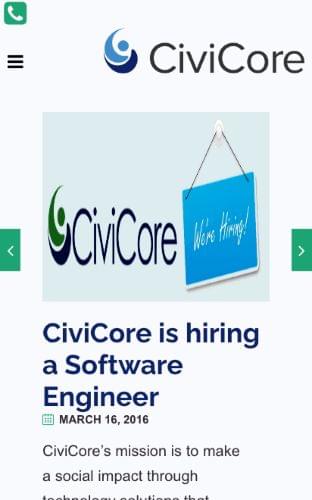 CiviCore
CiviCore
We're Hiring!
CiviCore is hiring
a Software
Engineer
MARCH 16, 2016
CiviCore's mission is to make
a social impact through
technology solutions that